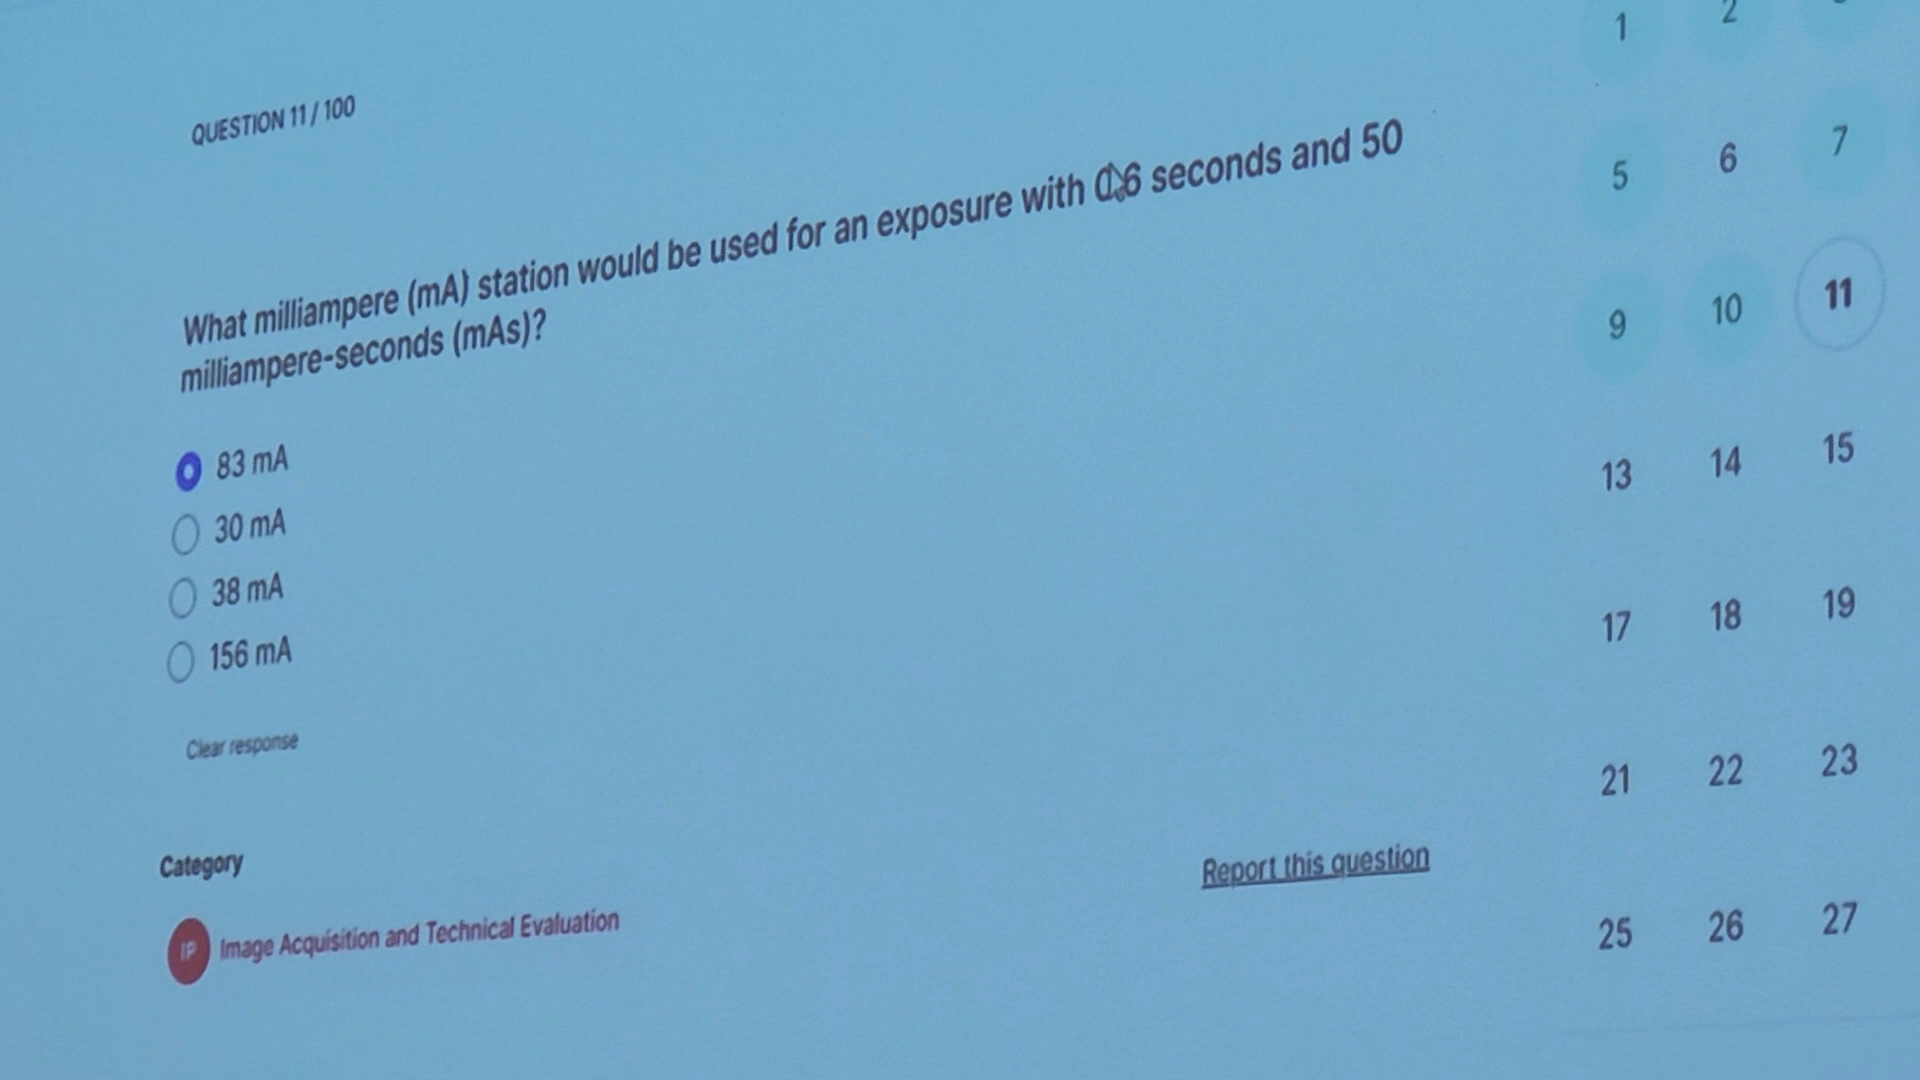 QUESTION 11 / 100
What milliampere (mA) station would be used for an exposure with 0.6 seconds and 50
milliampere-seconds (mAs)?
83 mA
30 mA
38 mA
156 mA
Clear response
Category
IP Image Acquisition and Technical Evaluation
Report this question
1 2
5 6 7
9 10 11
13 14 15
17 18 19
21 22 23
25 26 27